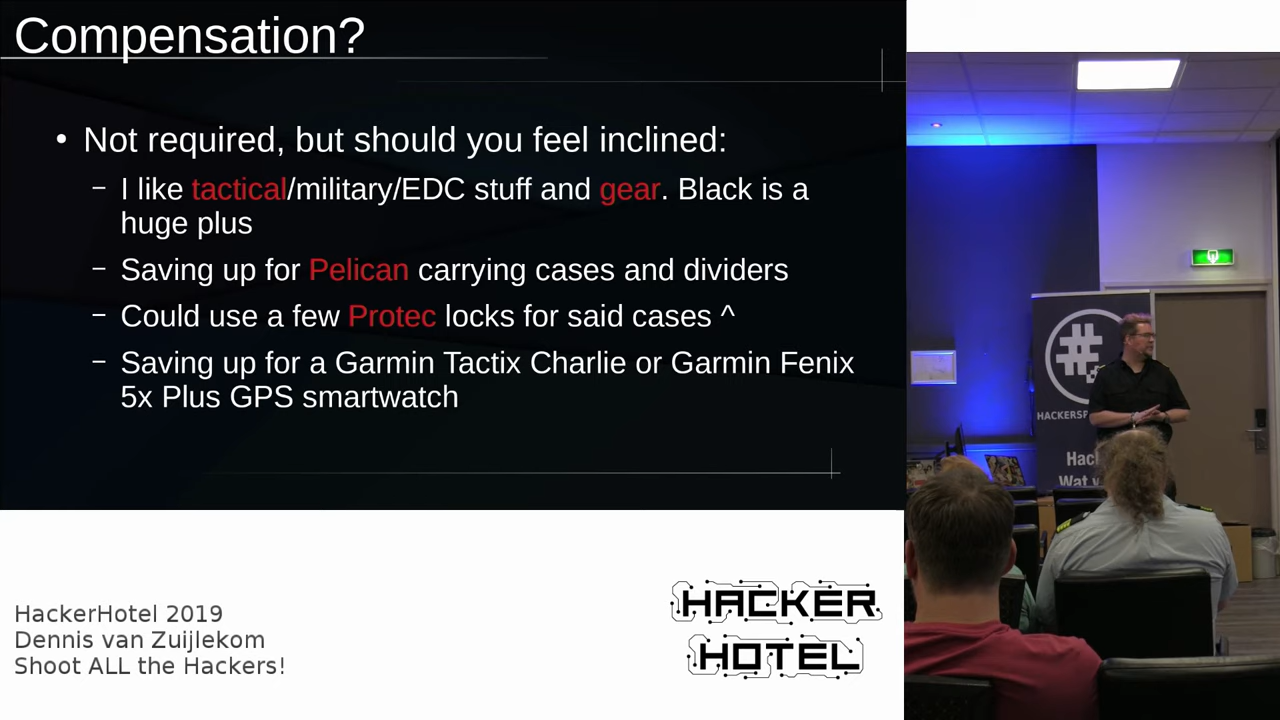 Compensation?
• Not required, but should you feel inclined:
– I like tactical/military/EDC stuff and gear. Black is a
huge plus
– Saving up for Pelican carrying cases and dividers
– Could use a few Protec locks for said cases ^
– Saving up for a Garmin Tactix Charlie or Garmin Fenix
5x Plus GPS smartwatch
HackerHotel 2019
Dennis van Zuijlekom
Shoot ALL the Hackers!
HACKER
HOTEL
#